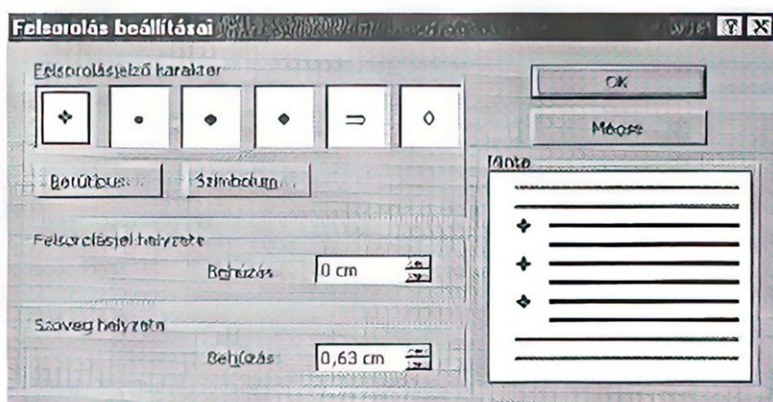 Felsorolás beállításai
Felsorolásjelző karakter
OK
Mégse
Betűtípus...
Szimbólum...
Minta
Felsorolásjel helyzete
Behúzás: 0 cm
Szöveg helyzete
Behúzás: 0,63 cm